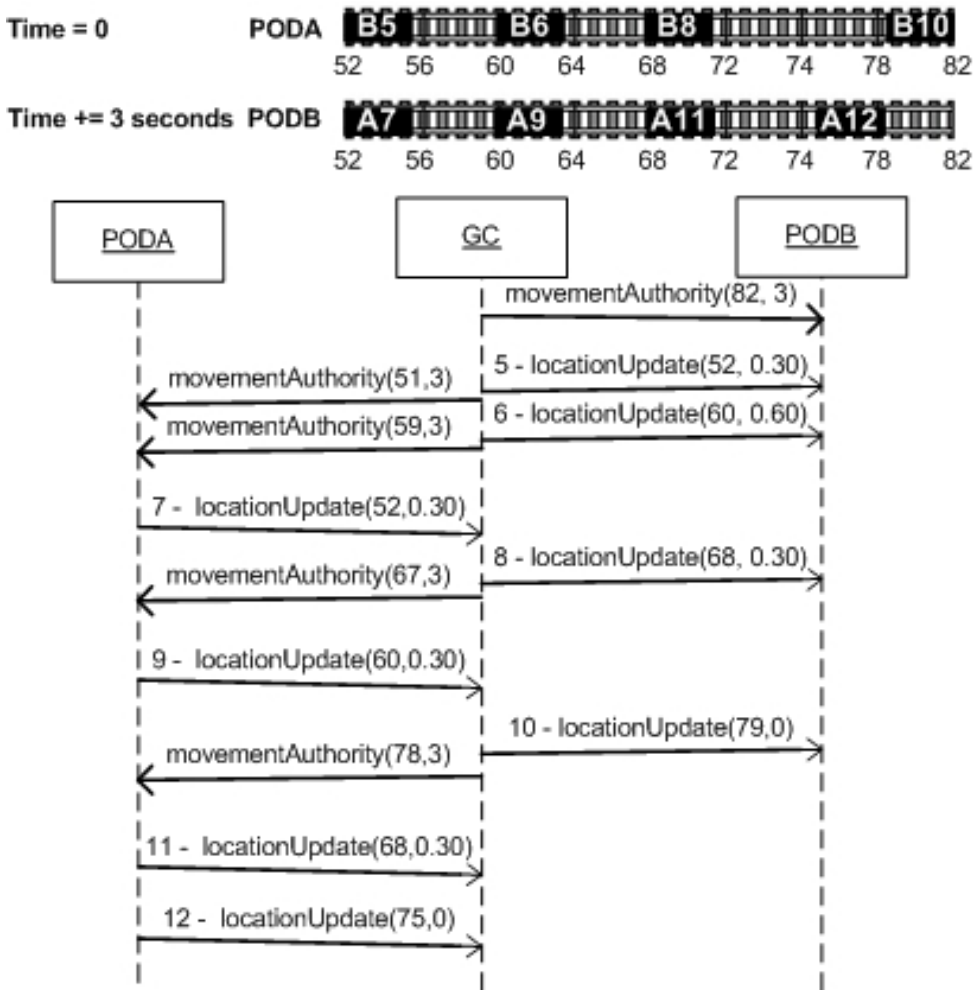 Time = 0 PODA B5 B6 B8 B10
52 56 60 64 68 72 74 78 82
Time += 3 seconds PODB A7 A9 A11 A12
52 56 60 64 68 72 74 78 82
PODA GC PODB
movementAuthority(82, 3)
5 - locationUpdate(52, 0.30)
movementAuthority(51,3)
6 - locationUpdate(60, 0.60)
movementAuthority(59,3)
7 - locationUpdate(52,0.30)
8 - locationUpdate(68, 0.30)
movementAuthority(67,3)
9 - locationUpdate(60,0.30)
10 - locationUpdate(79,0)
movementAuthority(78,3)
11 - locationUpdate(68,0.30)
12 - locationUpdate(75,0)